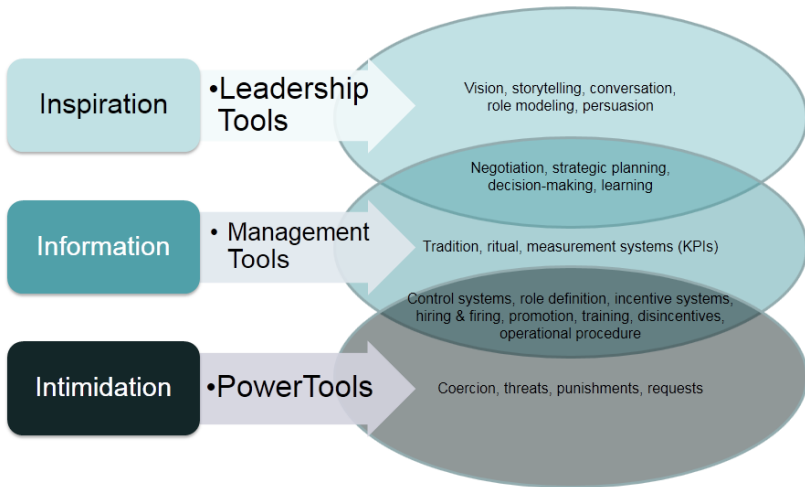 Inspiration
•Leadership
Tools
Vision, storytelling, conversation,
role modeling, persuasion
Negotiation, strategic planning,
decision-making, learning
Information
• Management
Tools
Tradition, ritual, measurement systems (KPIs)
Control systems, role definition, incentive systems,
hiring & firing, promotion, training, disincentives,
operational procedure
Intimidation
•PowerTools
Coercion, threats, punishments, requests